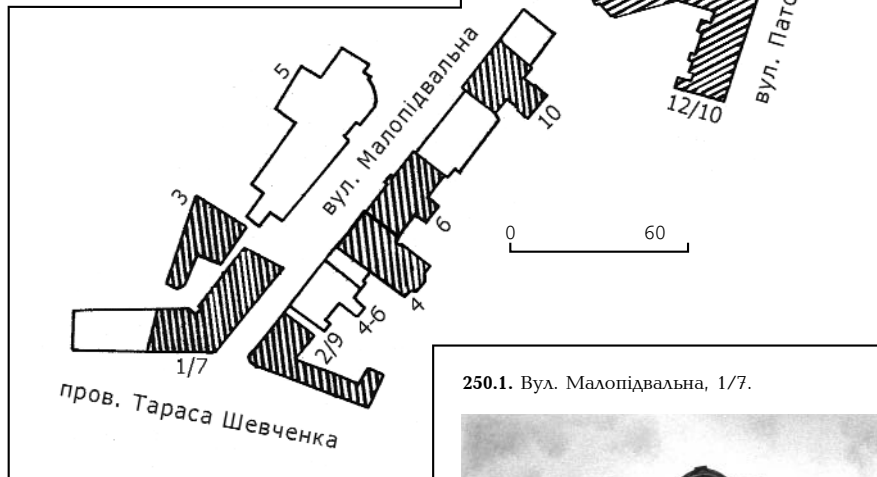 вул. Пато
12/10
вул. Малопідвальна
5
10
3
6
0 60
4
4-6
2/9
1/7
пров. Тараса Шевченка
250.1. Вул. Малопідвальна, 1/7.